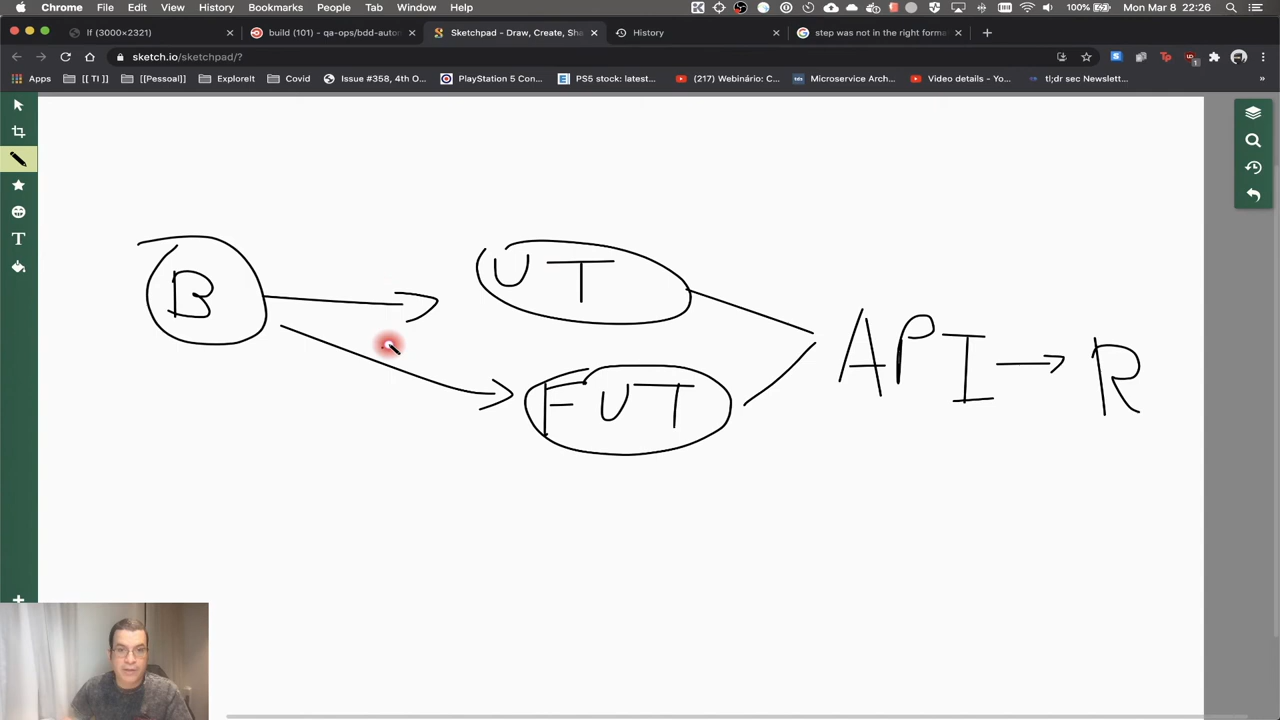 Chrome File Edit View History Bookmarks People Tab Window Help 100% Mon Mar 8 22:26
lf (3000×2321) build (101) - qa-ops/bdd-auto Sketchpad - Draw, Create, Sha History step was not in the right forma
sketch.io/sketchpad/?
Apps [[ TI ]] [[Pessoal]] ExploreIt Covid Issue #358, 4th O... PlayStation 5 Con... PS5 stock: latest... (217) Webinário: C... Microservice Arch... Video details - Yo... tl;dr sec Newslett...
B
UT
FUT
API
R